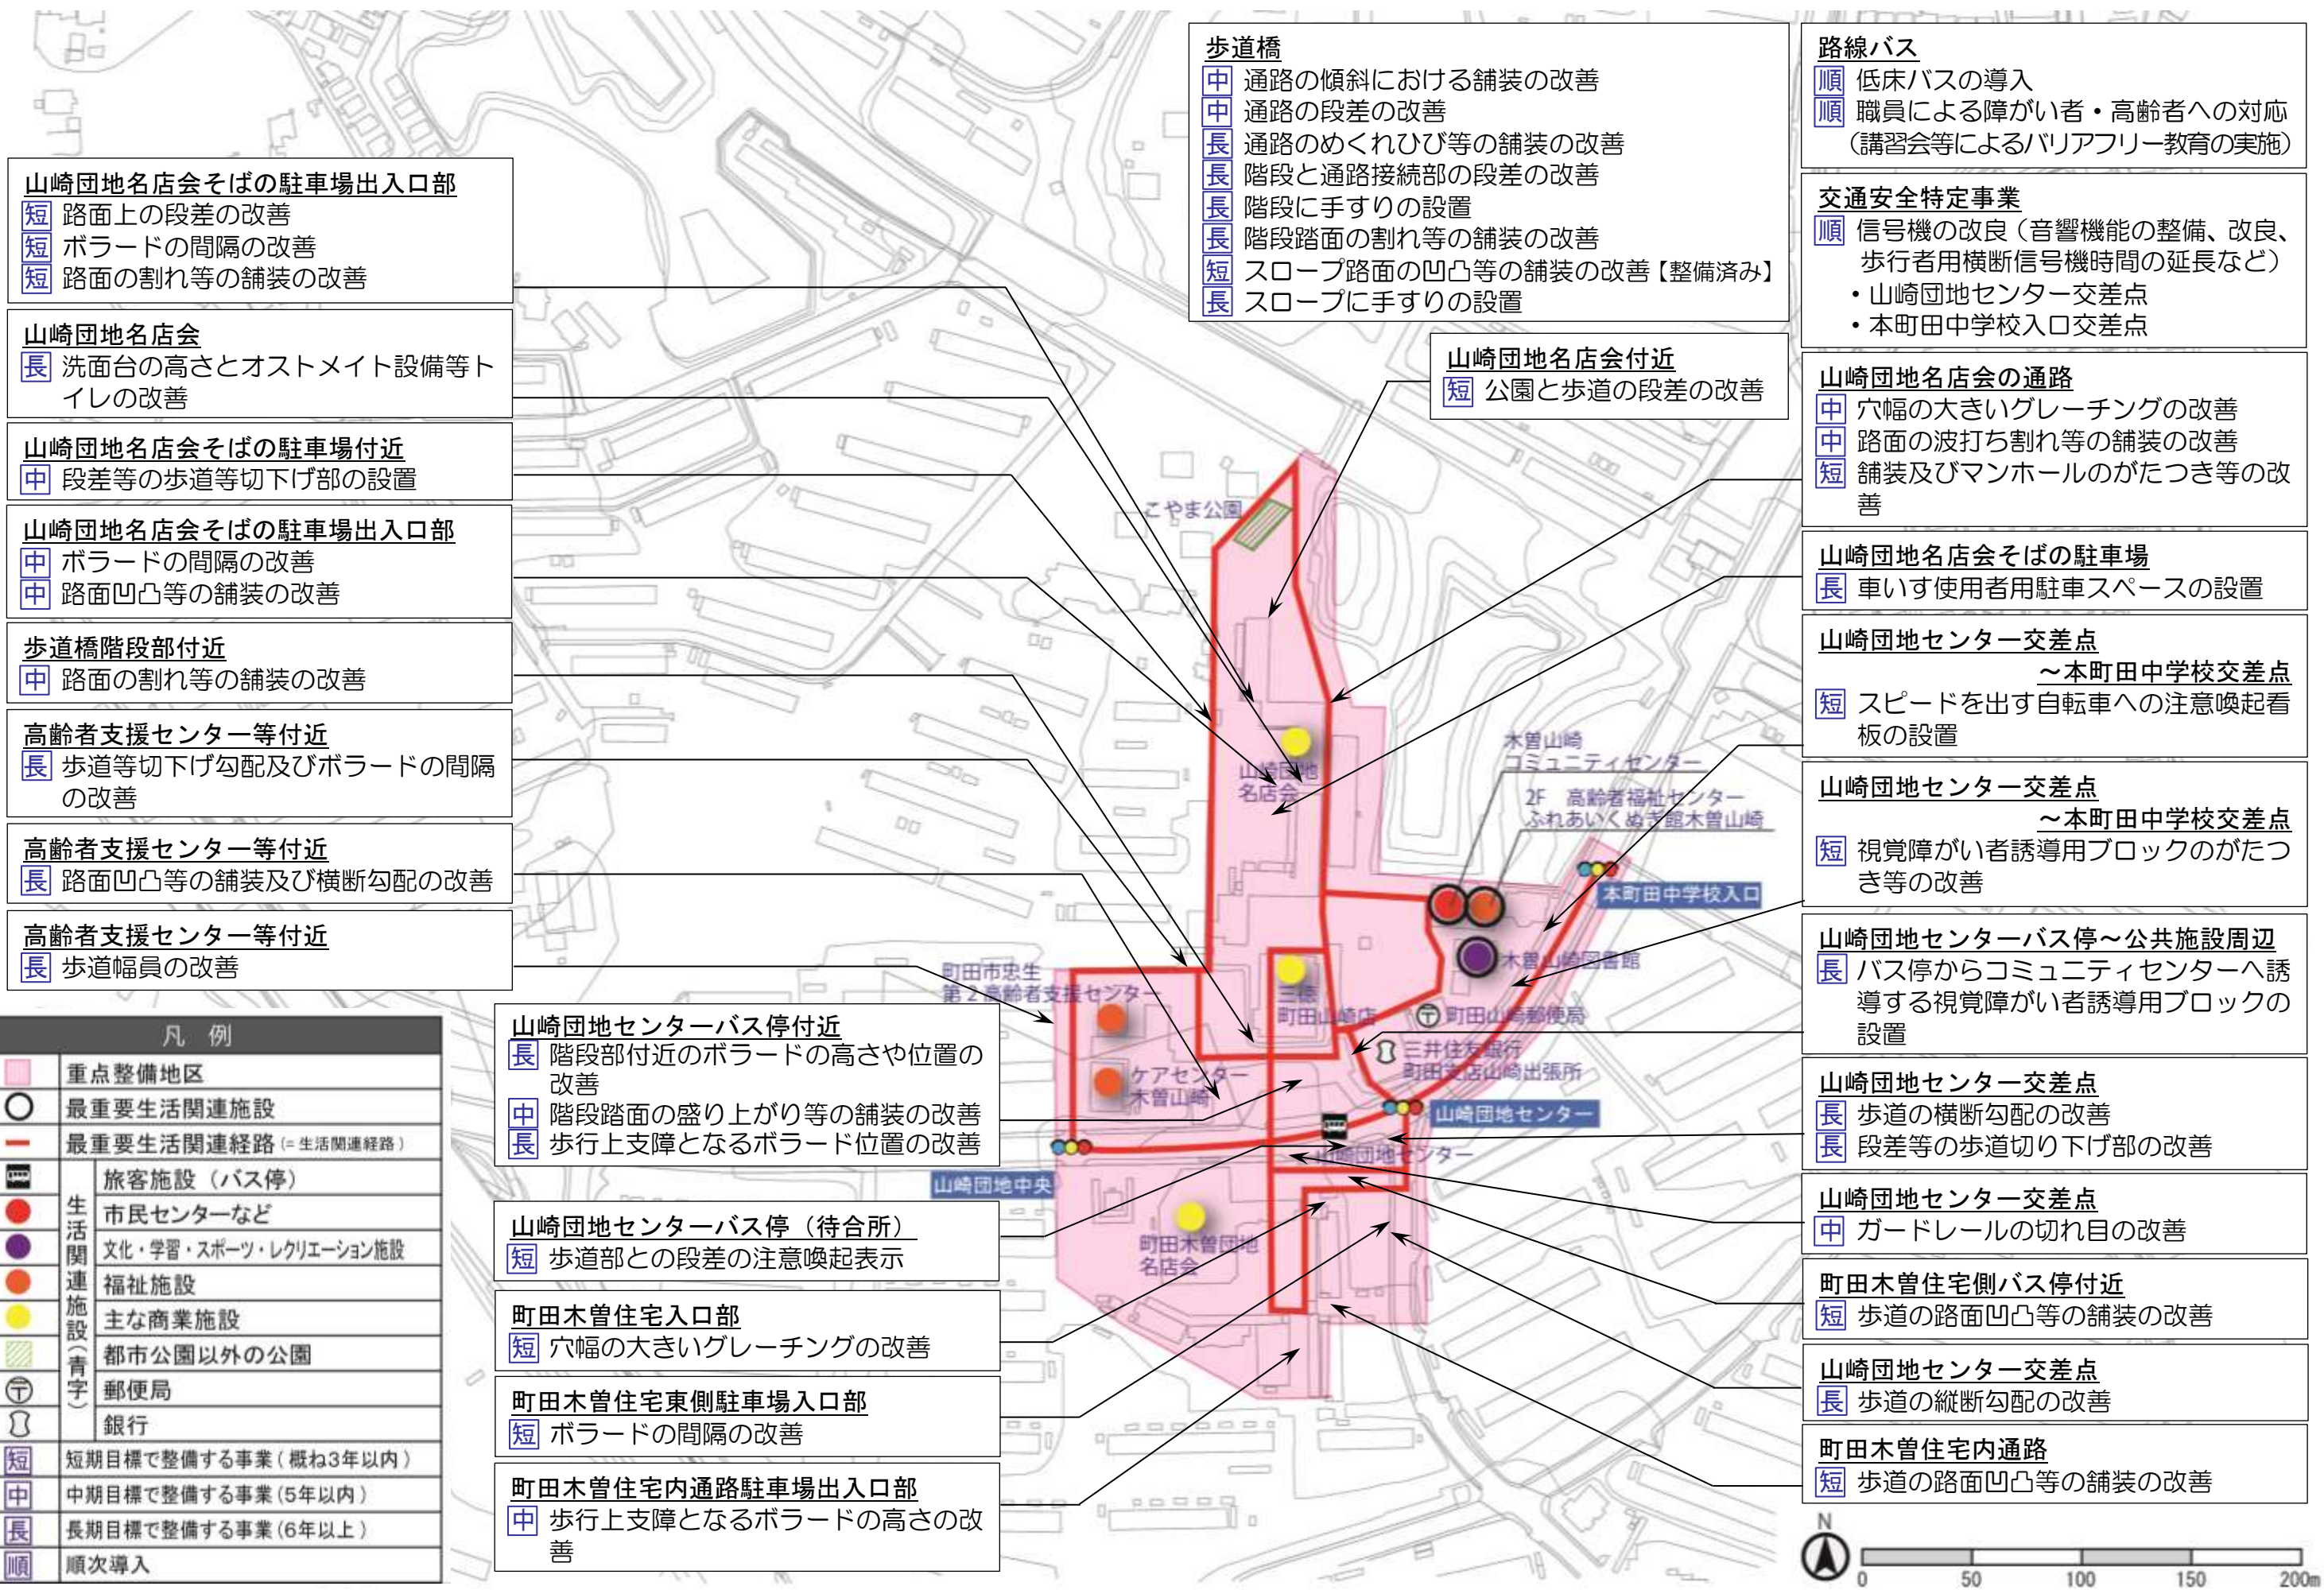 歩道橋
中 通路の傾斜における舗装の改善
中 通路の段差の改善
長 通路のめくれひび等の舗装の改善
長 階段と通路接続部の段差の改善
長 階段に手すりの設置
長 階段踏面の割れ等の舗装の改善
短 スロープ路面の凹凸等の舗装の改善【整備済み】
長 スロープに手すりの設置
路線バス
順 低床バスの導入
順 職員による障がい者・高齢者への対応
（講習会等によるバリアフリー教育の実施）
交通安全特定事業
順 信号機の改良（音響機能の整備、改良、
歩行者用横断信号機時間の延長など）
・山崎団地センター交差点
・本町田中学校入口交差点
山崎団地名店会そばの駐車場出入口部
短 路面上の段差の改善
短 ボラードの間隔の改善
短 路面の割れ等の舗装の改善
山崎団地名店会
長 洗面台の高さとオストメイト設備等ト
イレの改善
山崎団地名店会そばの駐車場付近
中 段差等の歩道等切下げ部の設置
山崎団地名店会そばの駐車場出入口部
中 ボラードの間隔の改善
中 路面凹凸等の舗装の改善
歩道橋階段部付近
中 路面の割れ等の舗装の改善
高齢者支援センター等付近
長 歩道等切下げ勾配及びボラードの間隔
の改善
高齢者支援センター等付近
長 路面凹凸等の舗装及び横断勾配の改善
高齢者支援センター等付近
長 歩道幅員の改善
山崎団地名店会付近
短 公園と歩道の段差の改善
山崎団地名店会の通路
中 穴幅の大きいグレーチングの改善
中 路面の波打ち割れ等の舗装の改善
短 舗装及びマンホールのがたつき等の改
善
山崎団地名店会そばの駐車場
長 車いす使用者用駐車スペースの設置
山崎団地センター交差点
～本町田中学校交差点
短 スピードを出す自転車への注意喚起看
板の設置
山崎団地センター交差点
～本町田中学校交差点
短 視覚障がい者誘導用ブロックのがたつ
き等の改善
山崎団地センターバス停～公共施設周辺
長 バス停からコミュニティセンターへ誘
導する視覚障がい者誘導用ブロックの
設置
山崎団地センター交差点
長 歩道の横断勾配の改善
長 段差等の歩道切り下げ部の改善
山崎団地センター交差点
中 ガードレールの切れ目の改善
町田木曽住宅側バス停付近
短 歩道の路面凹凸等の舗装の改善
山崎団地センター交差点
長 歩道の縦断勾配の改善
町田木曽住宅内通路
短 歩道の路面凹凸等の舗装の改善
山崎団地センターバス停付近
長 階段部付近のボラードの高さや位置の
改善
中 階段踏面の盛り上がり等の舗装の改善
長 歩行上支障となるボラード位置の改善
山崎団地センターバス停（待合所）
短 歩道部との段差の注意喚起表示
町田木曽住宅入口部
短 穴幅の大きいグレーチングの改善
町田木曽住宅東側駐車場入口部
短 ボラードの間隔の改善
町田木曽住宅内通路駐車場出入口部
中 歩行上支障となるボラードの高さの改
善
こやま公園
山崎団地
名店会
木曽山崎
コミュニティセンター
2F 高齢者福祉センター
ふれあいくぬぎ館木曽山崎
本町田中学校入口
木曽山崎図書館
町田市忠生
第2高齢者支援センター
三徳
町田山崎店
町田山崎郵便局
三井住友銀行
町田支店山崎出張所
ケアセンター
木曽山崎
山崎団地センター
山崎団地センター
山崎団地中央
町田木曽団地
名店会
凡 例
重点整備地区
最重要生活関連施設
最重要生活関連経路（= 生活関連経路）
生活関連施設（青字）
旅客施設（バス停）
市民センターなど
文化・学習・スポーツ・レクリエーション施設
福祉施設
主な商業施設
都市公園以外の公園
郵便局
銀行
短 短期目標で整備する事業（概ね3年以内）
中 中期目標で整備する事業（5年以内）
長 長期目標で整備する事業（6年以上）
順 順次導入
N
0 50 100 150 200m